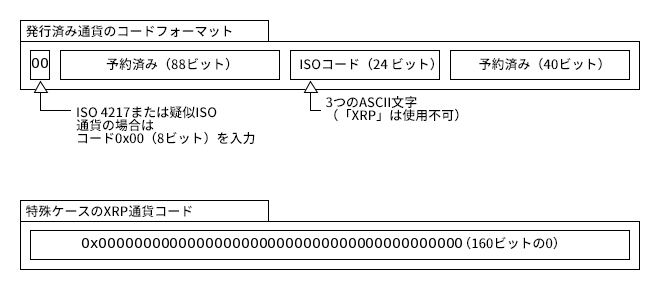 発行済み通貨のコードフォーマット
00
予約済み（88ビット）
ISOコード（24 ビット）
予約済み（40ビット）
ISO 4217または疑似ISO
通貨の場合は
コード0x00（8ビット）を入力
3つのASCII文字
（「XRP」は使用不可）
特殊ケースのXRP通貨コード
0x0000000000000000000000000000000000000000（160ビットの0）